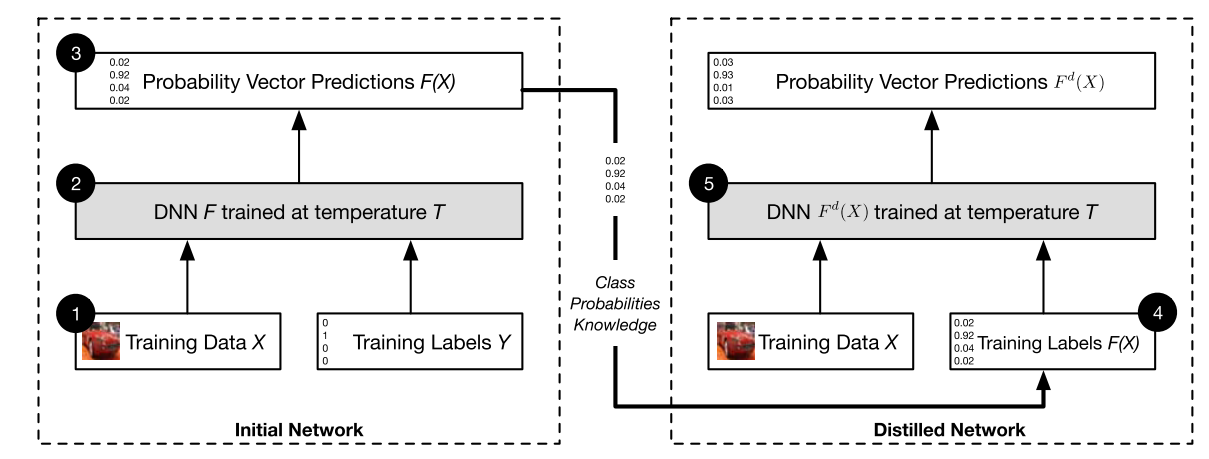 3
0.02
0.92
0.04
0.02
Probability Vector Predictions F(X)
2
DNN F trained at temperature T
1
Training Data X
0
1
0
0
Training Labels Y
Initial Network
0.02
0.92
0.04
0.02
Class
Probabilities
Knowledge
0.03
0.93
0.01
0.03
Probability Vector Predictions F^d(X)
5
DNN F^d(X) trained at temperature T
Training Data X
4
0.02
0.92
0.04
0.02
Training Labels F(X)
Distilled Network